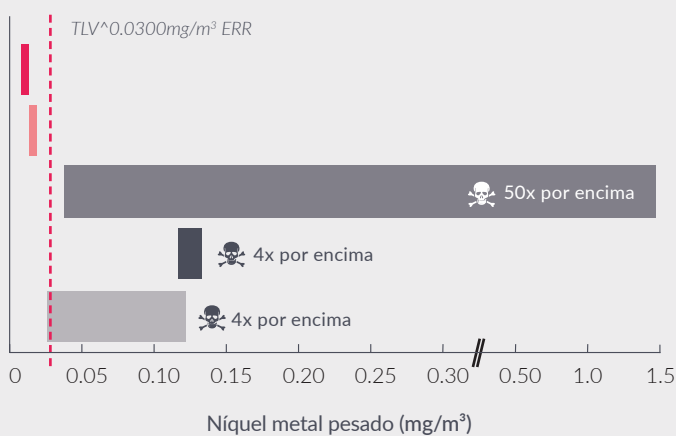 TLV^0.0300mg/m³ ERR
50x por encima
4x por encima
4x por encima
0 0.05 0.10 0.15 0.20 0.25 0.30 0.50 1.0 1.5
Níquel metal pesado (mg/m³)